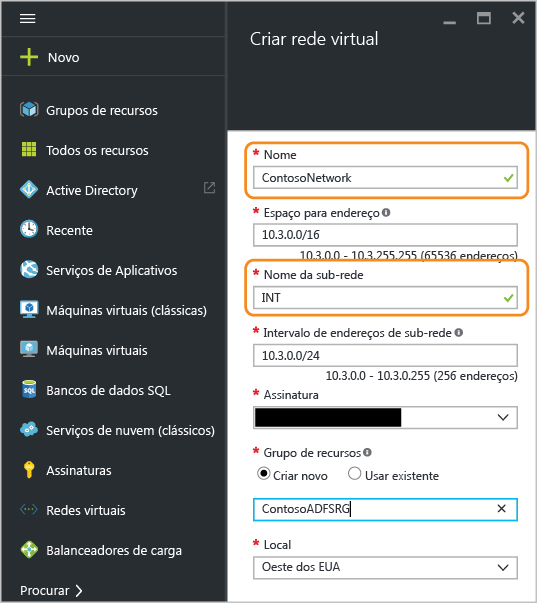 Novo
Grupos de recursos
Todos os recursos
Active Directory
Recente
Serviços de Aplicativos
Máquinas virtuais (clássicas)
Máquinas virtuais
Bancos de dados SQL
Serviços de nuvem (clássicos)
Assinaturas
Redes virtuais
Balanceadores de carga
Procurar >
Criar rede virtual
* Nome
ContosoNetwork
* Espaço para endereço
10.3.0.0/16
10.3.0.0 - 10.3.255.255 (65536 endereços)
* Nome da sub-rede
INT
* Intervalo de endereços de sub-rede
10.3.0.0/24
10.3.0.0 - 10.3.0.255 (256 endereços)
* Assinatura
* Grupo de recursos
Criar novo Usar existente
ContosoADFSRG
* Local
Oeste dos EUA